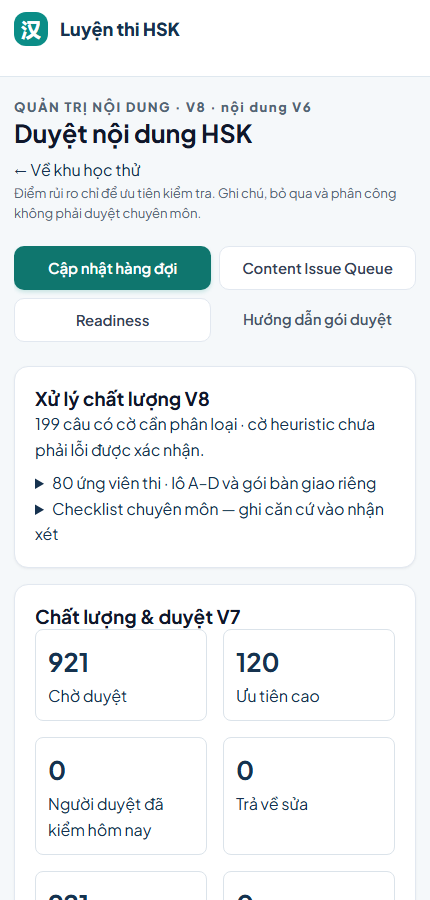 汉 Luyện thi HSK
QUẢN TRỊ NỘI DUNG · V8 · nội dung V6
Duyệt nội dung HSK
← Về khu học thử
Điểm rủi ro chỉ để ưu tiên kiểm tra. Ghi chú, bỏ qua và phân công
không phải duyệt chuyên môn.
Cập nhật hàng đợi
Content Issue Queue
Readiness
Hướng dẫn gói duyệt
Xử lý chất lượng V8
199 câu có cờ cần phân loại · cờ heuristic chưa
phải lỗi được xác nhận.
▶ 80 ứng viên thi · lô A–D và gói bàn giao riêng
▶ Checklist chuyên môn — ghi căn cứ vào nhận
xét
Chất lượng & duyệt V7
921
Chờ duyệt
120
Ưu tiên cao
0
Người duyệt đã
kiểm hôm nay
0
Trả về sửa